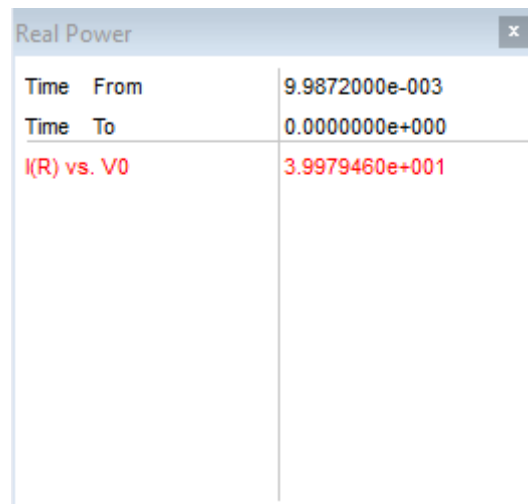 Real Power
x
Time From 9.9872000e-003
Time To 0.0000000e+000
I(R) vs. V0 3.9979460e+001